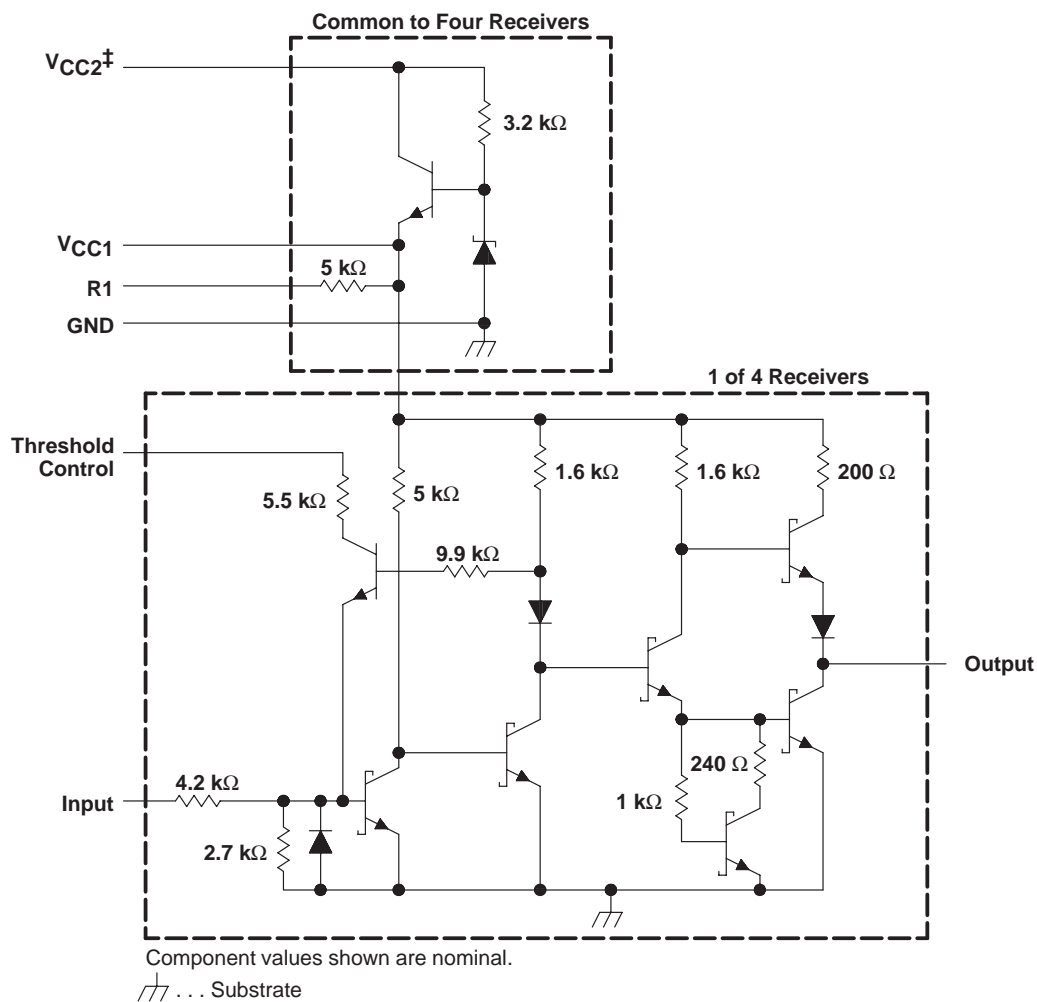 Common to Four Receivers
VCC2‡
3.2 kΩ
VCC1
5 kΩ
R1
GND
1 of 4 Receivers
Threshold
Control
5.5 kΩ
5 kΩ
1.6 kΩ
1.6 kΩ
200 Ω
9.9 kΩ
Output
4.2 kΩ
Input
240 Ω
1 kΩ
2.7 kΩ
Component values shown are nominal.
. . . Substrate